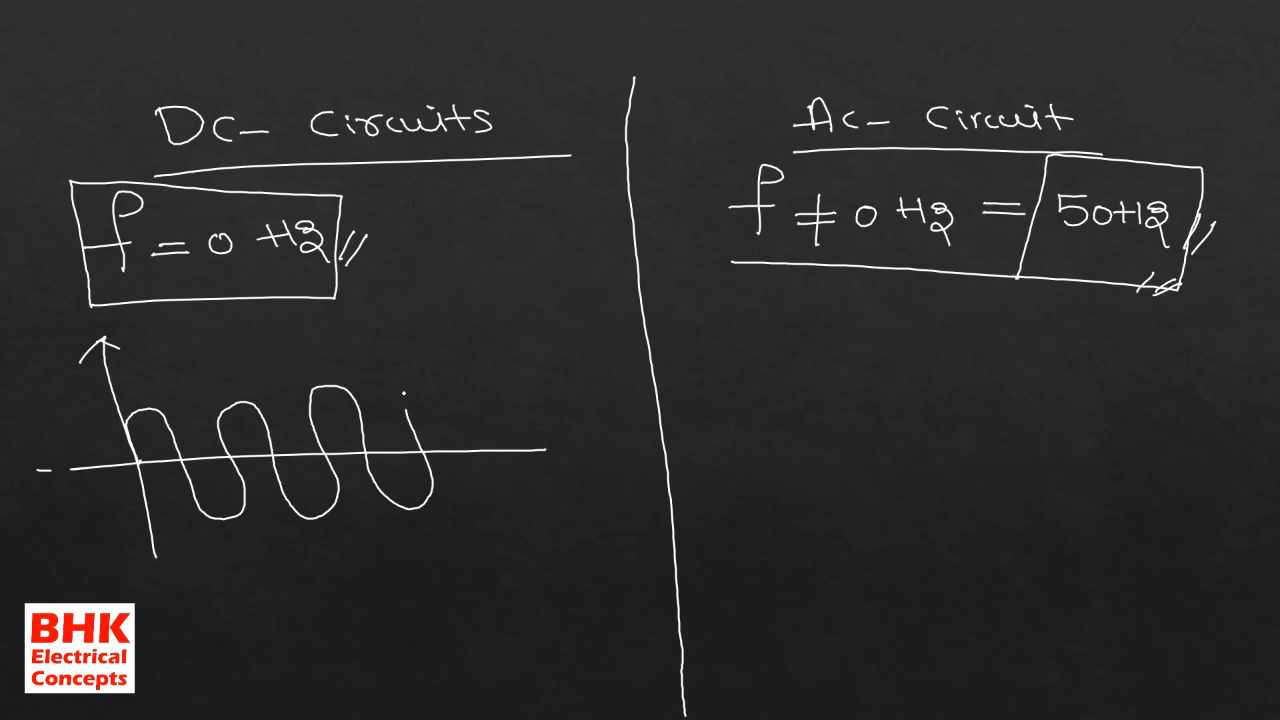 Dc- Circuits
f = 0 Hz
Ac- Circuit
f ≠ 0 Hz = 50Hz
BHK
Electrical
Concepts